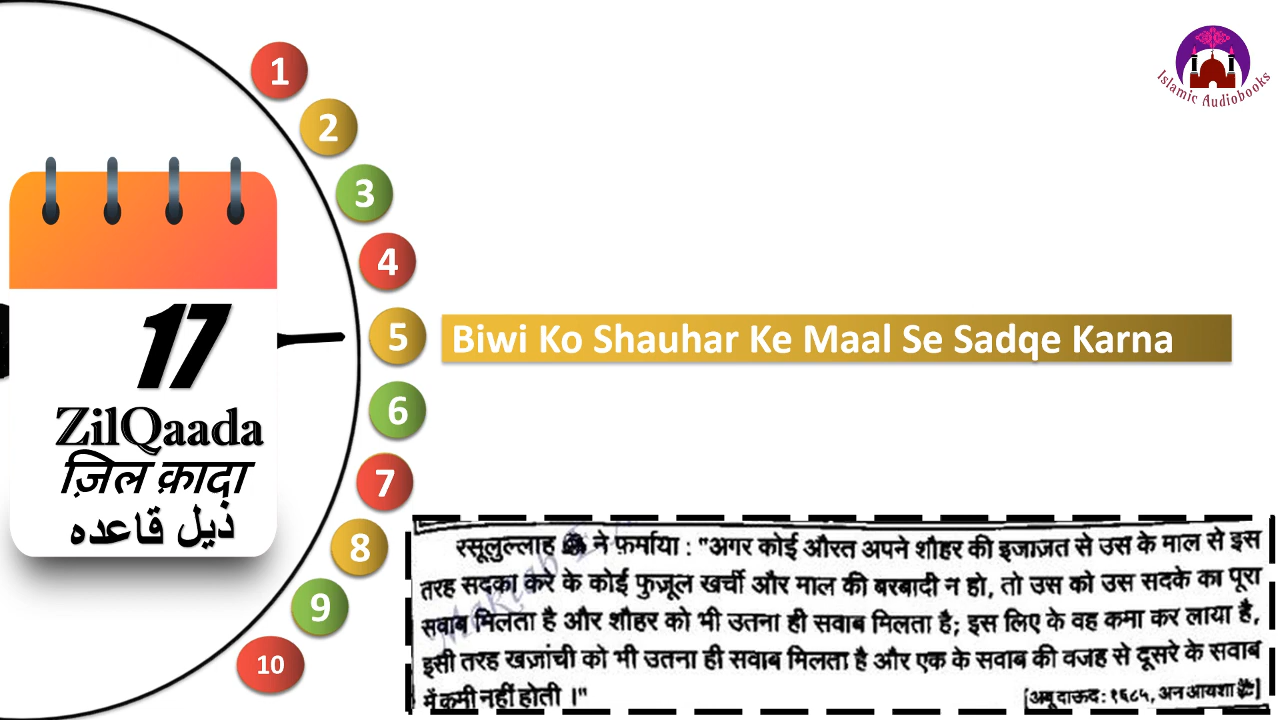 1
2
3
4
5
6
7
8
9
10
17
ZilQaada
ज़िल क़ादा
ذیل قاعدہ
Islamic Audiobooks
Biwi Ko Shauhar Ke Maal Se Sadqe Karna
रसूलुल्लाह ﷺ ने फ़र्माया : "अगर कोई औरत अपने शौहर की इजाज़त से उस के माल से इस
तरह सदक़ा करे के कोई फुज़ूल खर्ची और माल की बरबादी न हो, तो उस को उस सदके का पूरा
सवाब मिलता है और शौहर को भी उतना ही सवाब मिलता है; इस लिए के वह कमा कर लाया है,
इसी तरह खज़ांची को भी उतना ही सवाब मिलता है और एक के सवाब की वजह से दूसरे के सवाब
में कमी नहीं होती ।"
[अबू दाऊद : १६८५, अन आयशा]